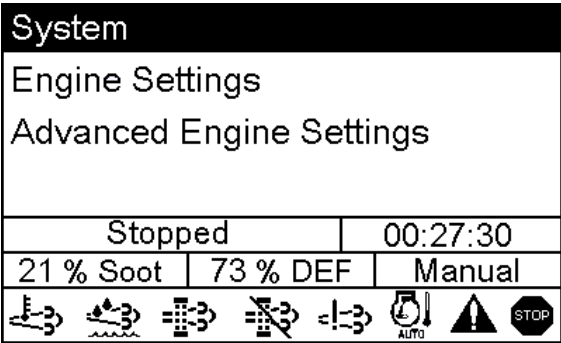 System
Engine Settings
Advanced Engine Settings
Stopped 00:27:30
21 % Soot 73 % DEF Manual
AUTO STOP